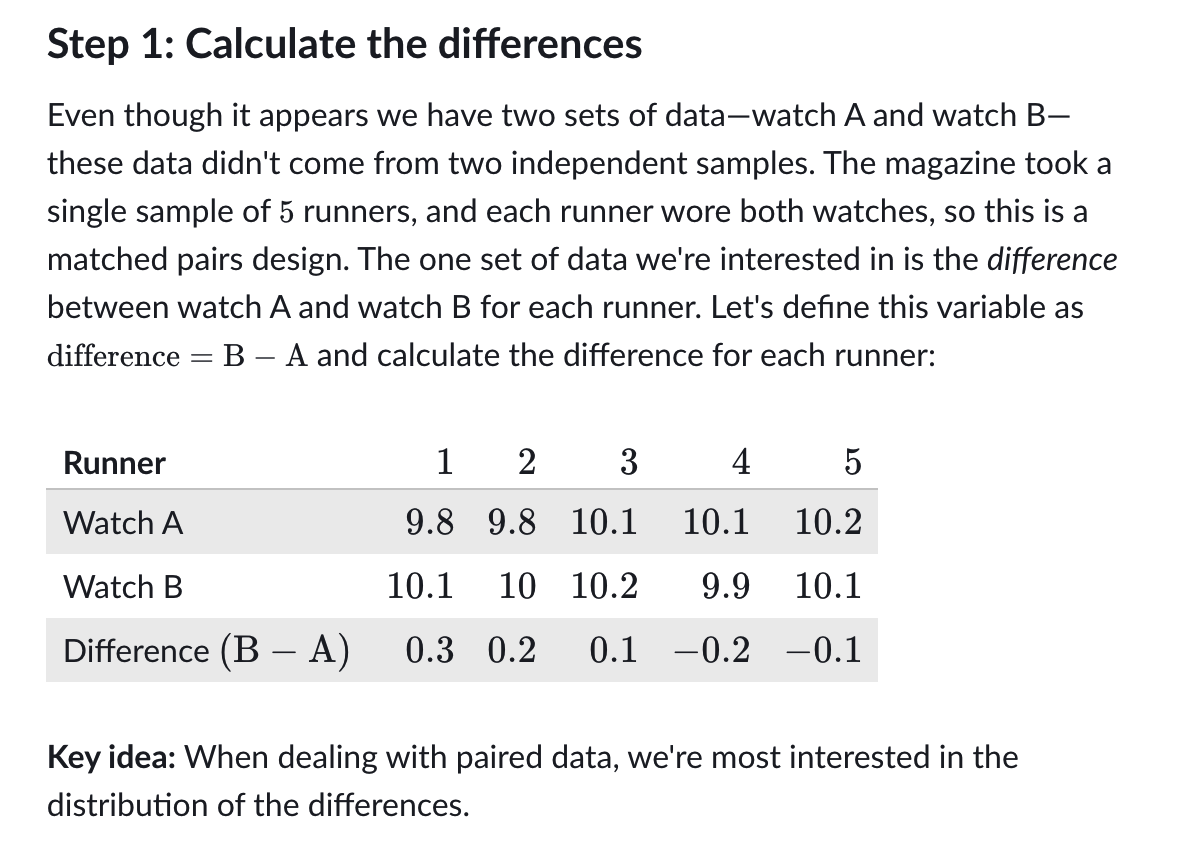 Step 1: Calculate the differences
Even though it appears we have two sets of data—watch A and watch B—
these data didn't come from two independent samples. The magazine took a
single sample of 5 runners, and each runner wore both watches, so this is a
matched pairs design. The one set of data we're interested in is the difference
between watch A and watch B for each runner. Let's define this variable as
difference = B − A and calculate the difference for each runner:
Runner 1 2 3 4 5
Watch A 9.8 9.8 10.1 10.1 10.2
Watch B 10.1 10 10.2 9.9 10.1
Difference (B − A) 0.3 0.2 0.1 −0.2 −0.1
Key idea: When dealing with paired data, we're most interested in the
distribution of the differences.